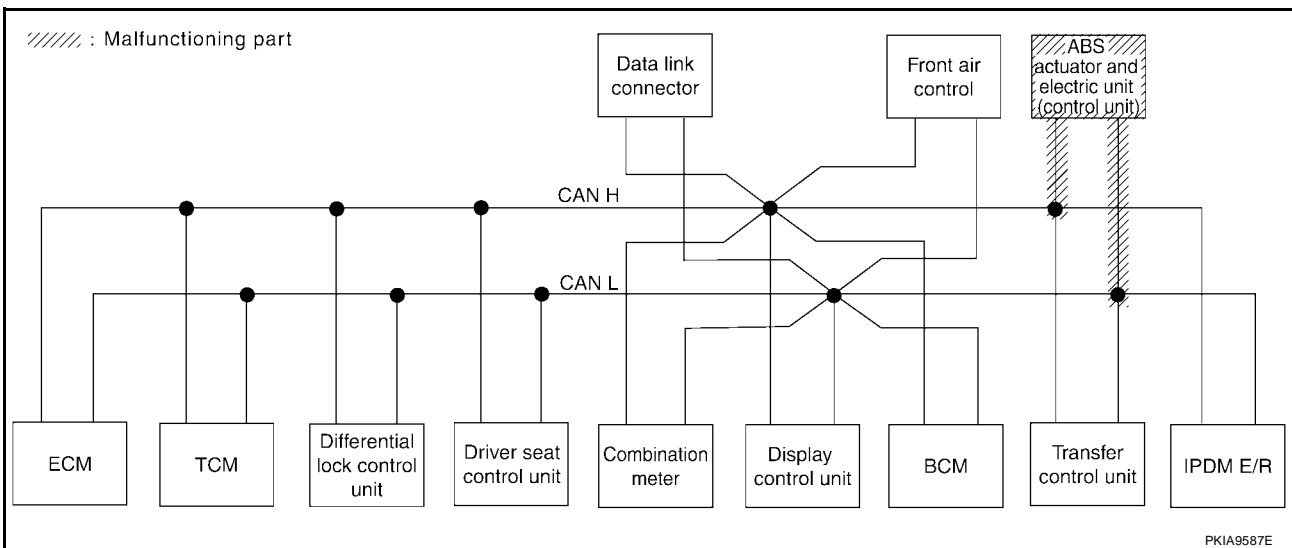 : Malfunctioning part
Data link
connector
Front air
control
ABS
actuator and
electric unit
(control unit)
CAN H
CAN L
ECM
TCM
Differential
lock control
unit
Driver seat
control unit
Combination
meter
Display
control unit
BCM
Transfer
control unit
IPDM E/R
PKIA9587E